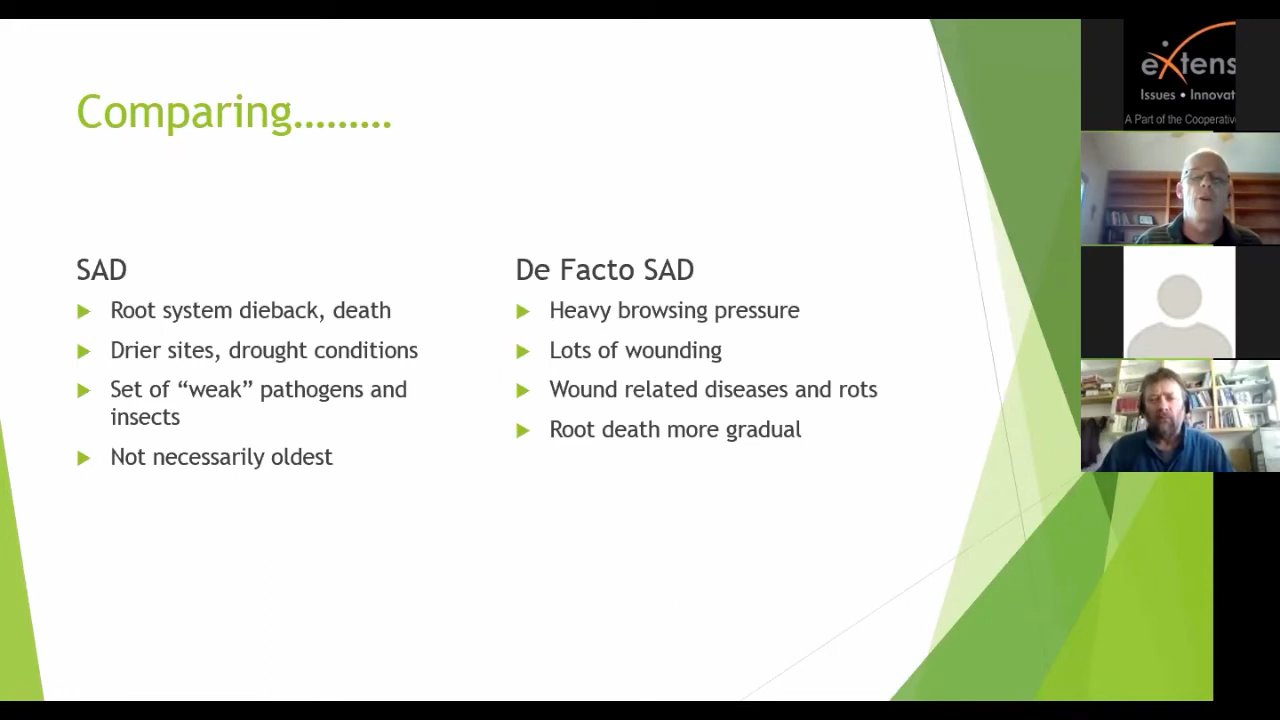 Comparing.........
SAD
Root system dieback, death
Drier sites, drought conditions
Set of “weak” pathogens and
insects
Not necessarily oldest
De Facto SAD
Heavy browsing pressure
Lots of wounding
Wound related diseases and rots
Root death more gradual
eXtens
Issues • Innovat
A Part of the Cooperative